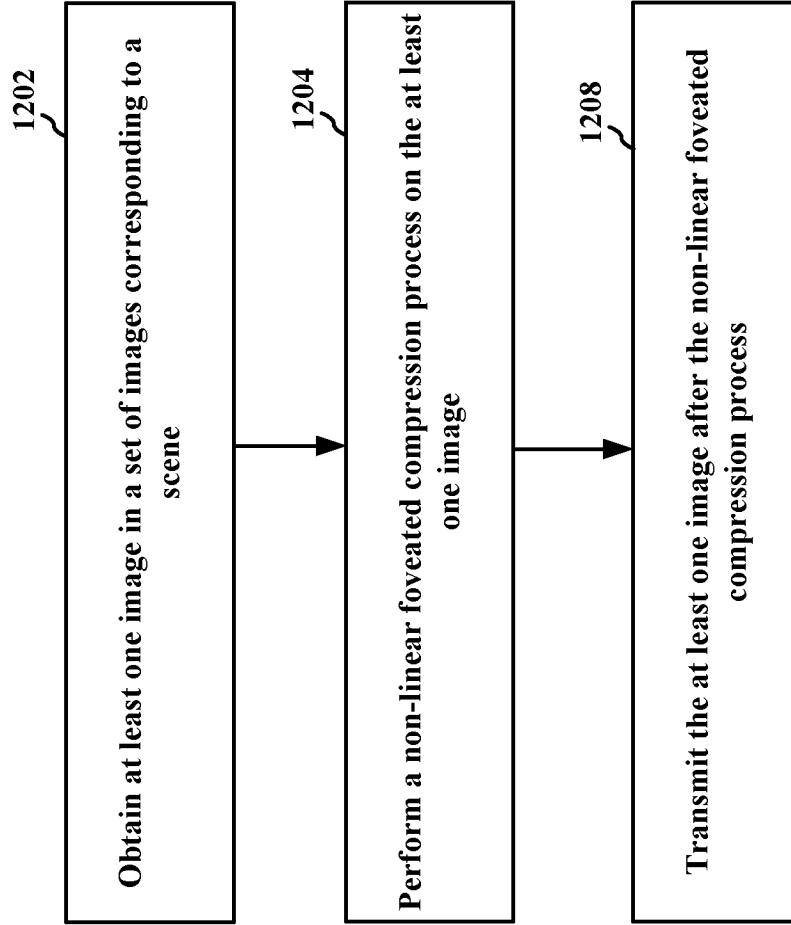 1202
Obtain at least one image in a set of images corresponding to a
scene
1204
Perform a non-linear foveated compression process on the at least
one image
1208
Transmit the at least one image after the non-linear foveated
compression process